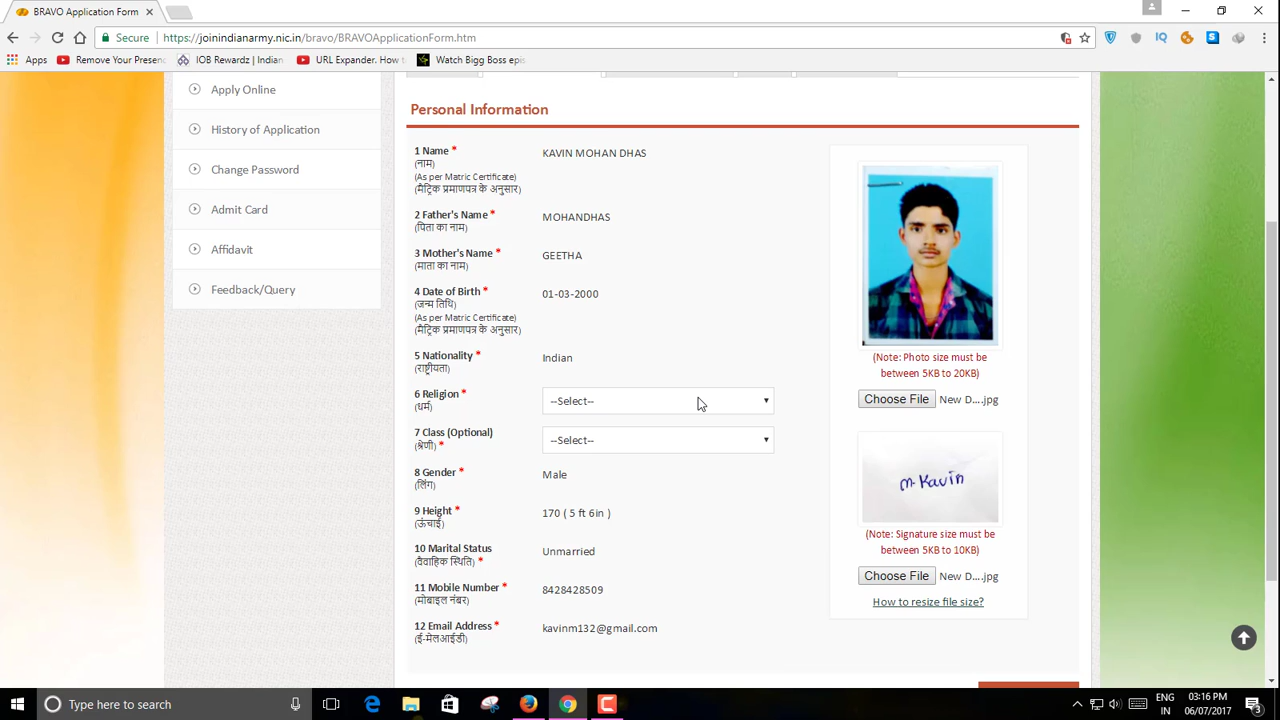 BRAVO Application Form
Secure
https://joinindianarmy.nic.in/bravo/BRAVOApplicationForm.htm
Apps
Remove Your Presenc
IOB Rewardz | Indian
URL Expander. How t
Watch Bigg Boss epis
Apply Online
History of Application
Change Password
Admit Card
Affidavit
Feedback/Query
Personal Information
1 Name *
KAVIN MOHAN DHAS
(नाम)
(As per Matric Certificate)
(मैट्रिक प्रमाणपत्र के अनुसार)
2 Father's Name *
MOHANDHAS
(पिता का नाम)
3 Mother's Name *
GEETHA
(माता का नाम)
4 Date of Birth *
01-03-2000
(जन्म तिथि)
(As per Matric Certificate)
(मैट्रिक प्रमाणपत्र के अनुसार)
5 Nationality *
Indian
(राष्ट्रीयता)
6 Religion *
--Select--
(धर्म)
7 Class (Optional)
--Select--
(श्रेणी) *
8 Gender *
Male
(लिंग)
9 Height *
170 ( 5 ft 6in )
(ऊंचाई)
10 Marital Status
Unmarried
(वैवाहिक स्थिति) *
11 Mobile Number *
8428428509
(मोबाइल नंबर)
12 Email Address *
kavinm132@gmail.com
(ई-मेलआईडी)
(Note: Photo size must be
between 5KB to 20KB)
Choose File New D....jpg
M. Kavin
(Note: Signature size must be
between 5KB to 10KB)
Choose File New D....jpg
How to resize file size?
Type here to search
ENG
IN
03:16 PM
06/07/2017
3